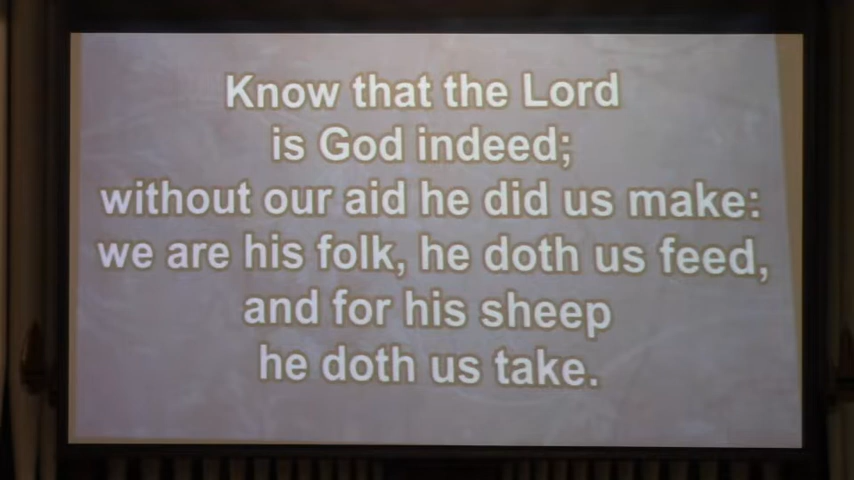 Know that the Lord
is God indeed;
without our aid he did us make:
we are his folk, he doth us feed,
and for his sheep
he doth us take.